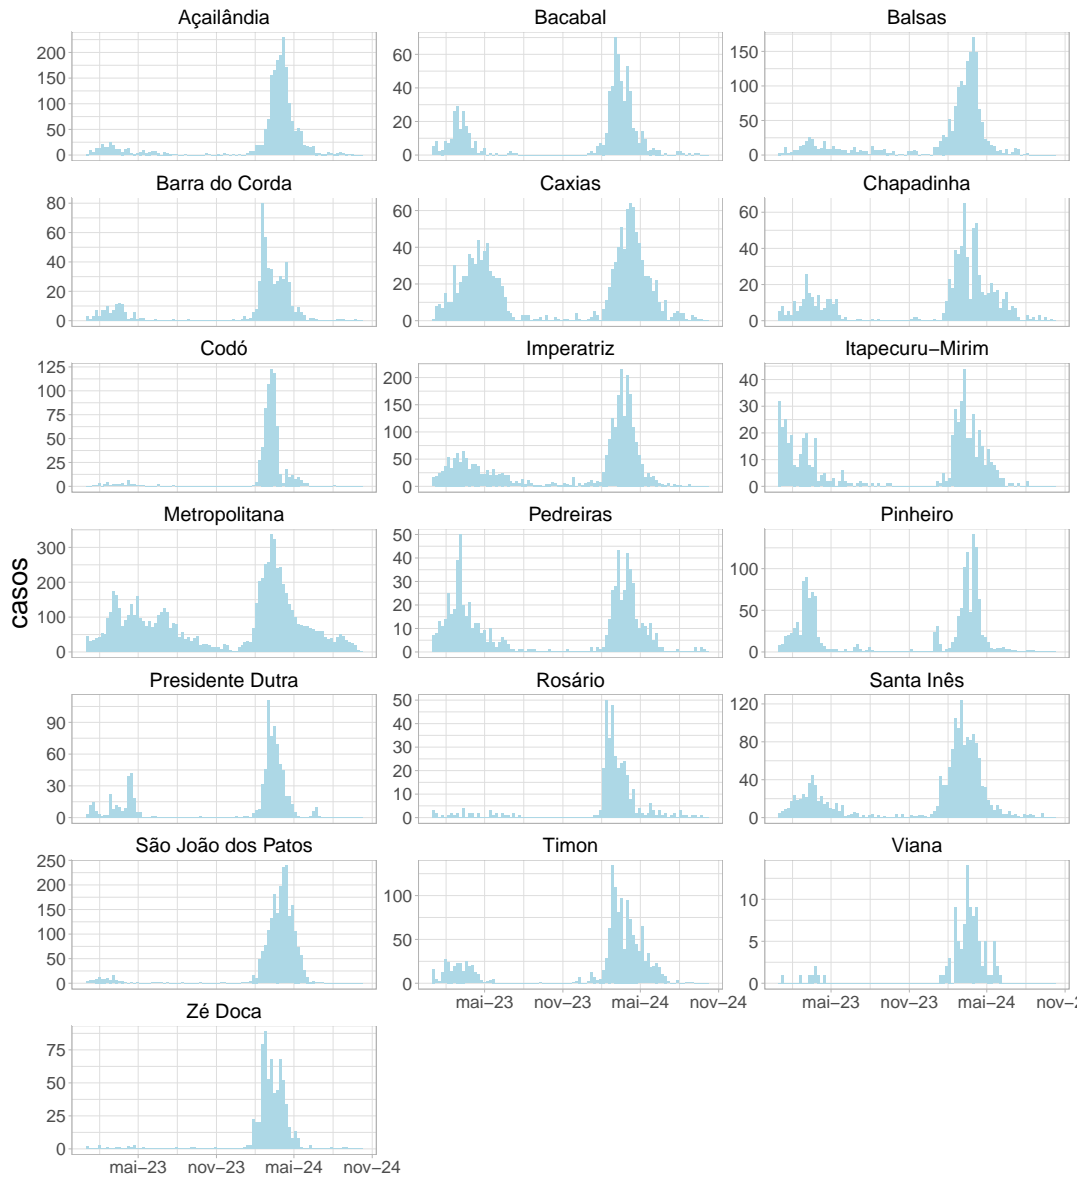 Açailândia Bacabal Balsas
200 150 100 50 0
60 40 20 0
150 100 50 0
Barra do Corda Caxias Chapadinha
80 60 40 20 0
60 40 20 0
60 40 20 0
Codó Imperatriz Itapecuru−Mirim
125 100 75 50 25 0
200 150 100 50 0
40 30 20 10 0
casos
Metropolitana Pedreiras Pinheiro
300 200 100 0
50 40 30 20 10 0
100 50 0
Presidente Dutra Rosário Santa Inês
90 60 30 0
50 40 30 20 10 0
120 80 40 0
São João dos Patos Timon Viana
250 200 150 100 50 0
100 50 0
10 5 0
mai−23 nov−23 mai−24 nov−24
mai−23 nov−23 mai−24 nov−2
Zé Doca
75 50 25 0
mai−23 nov−23 mai−24 nov−24